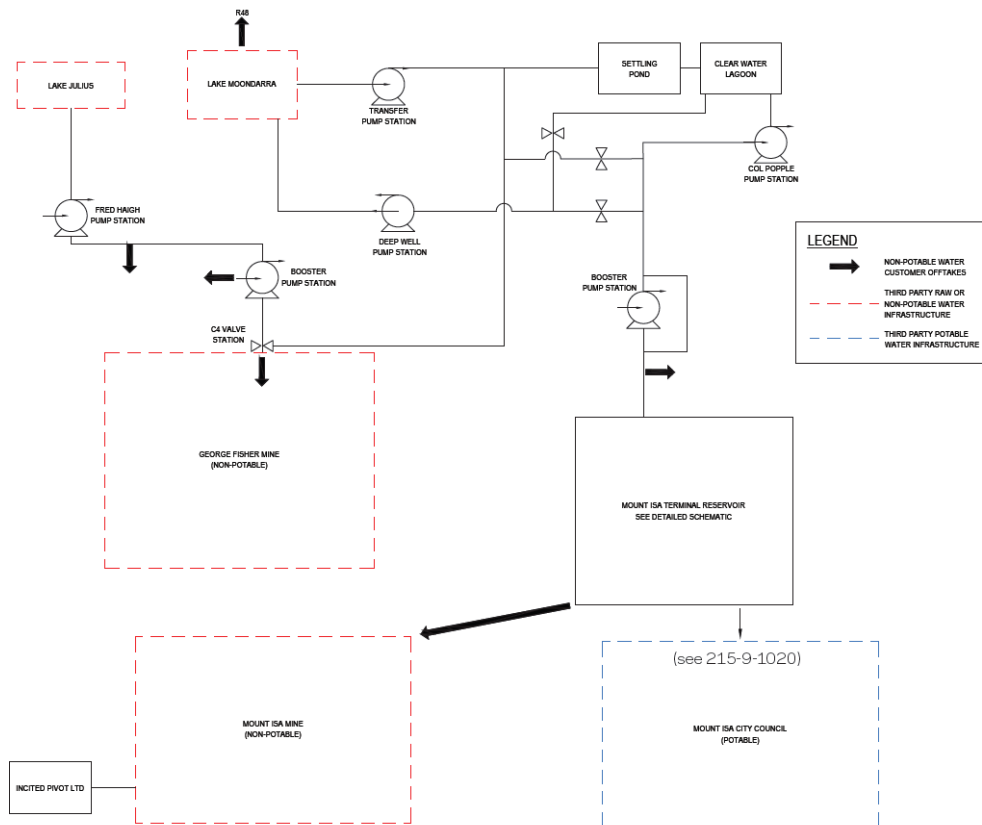 R48
LAKE JULIUS
LAKE MOONDARRA
TRANSFER
PUMP STATION
SETTLING
POND
CLEAR WATER
LAGOON
COL POPPLE
PUMP STATION
FRED HAIGH
PUMP STATION
DEEP WELL
PUMP STATION
BOOSTER
PUMP STATION
BOOSTER
PUMP STATION
C4 VALVE
STATION
LEGEND
NON-POTABLE WATER
CUSTOMER OFFTAKES
THIRD PARTY RAW OR
NON-POTABLE WATER
INFRASTRUCTURE
THIRD PARTY POTABLE
WATER INFRASTRUCTURE
GEORGE FISHER MINE
(NON-POTABLE)
MOUNT ISA TERMINAL RESERVOIR
SEE DETAILED SCHEMATIC
(see 215-9-1020)
MOUNT ISA MINE
(NON-POTABLE)
MOUNT ISA CITY COUNCIL
(POTABLE)
INCITED PIVOT LTD